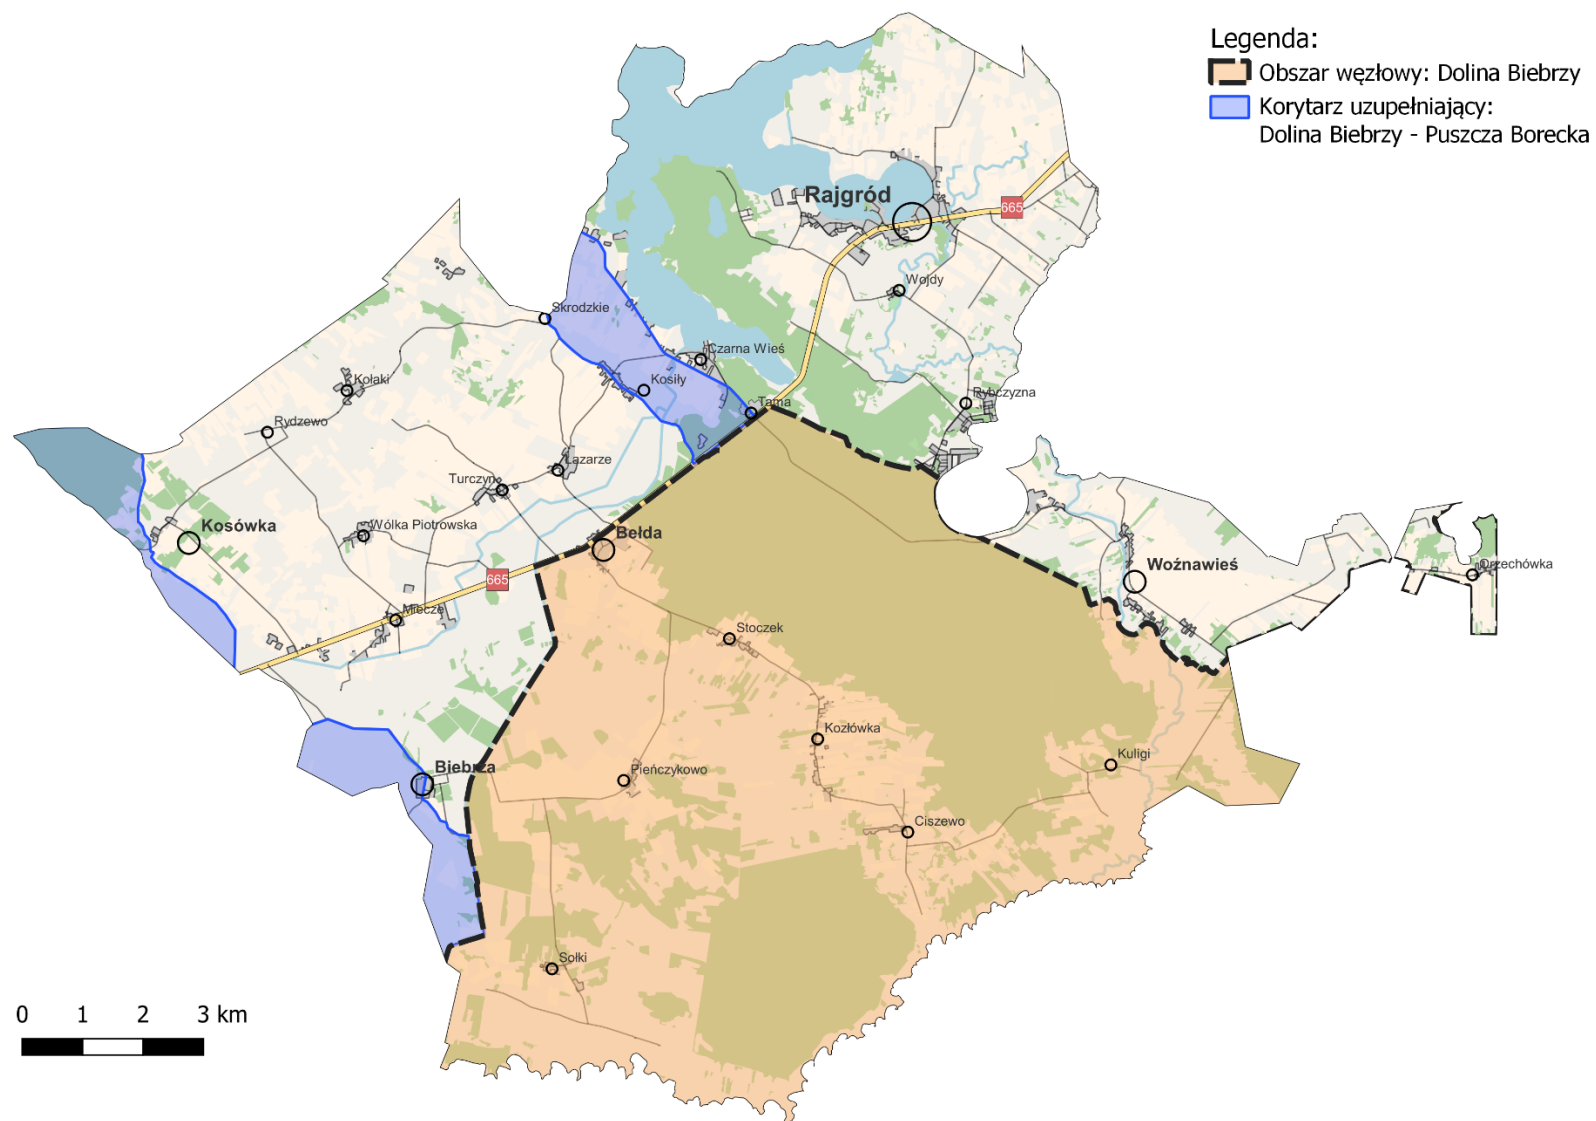 Legenda:
Obszar węzłowy: Dolina Biebrzy
Korytarz uzupełniający:
Dolina Biebrzy - Puszcza Borecka
Rajgród
665
Wojdy
Skrodzkie
Czarna Wieś
Kołaki
Kosiły
Rybczyzna
Tama
Rydzewo
Łazarze
Turczyn
Kosówka
Wólka Piotrowska
Bełda
Woźnawieś
Orzechówka
665
Miecze
Stoczek
Kozłówka
Kuligi
Biebrza
Pieńczykowo
Ciszewo
Sołki
0 1 2 3 km